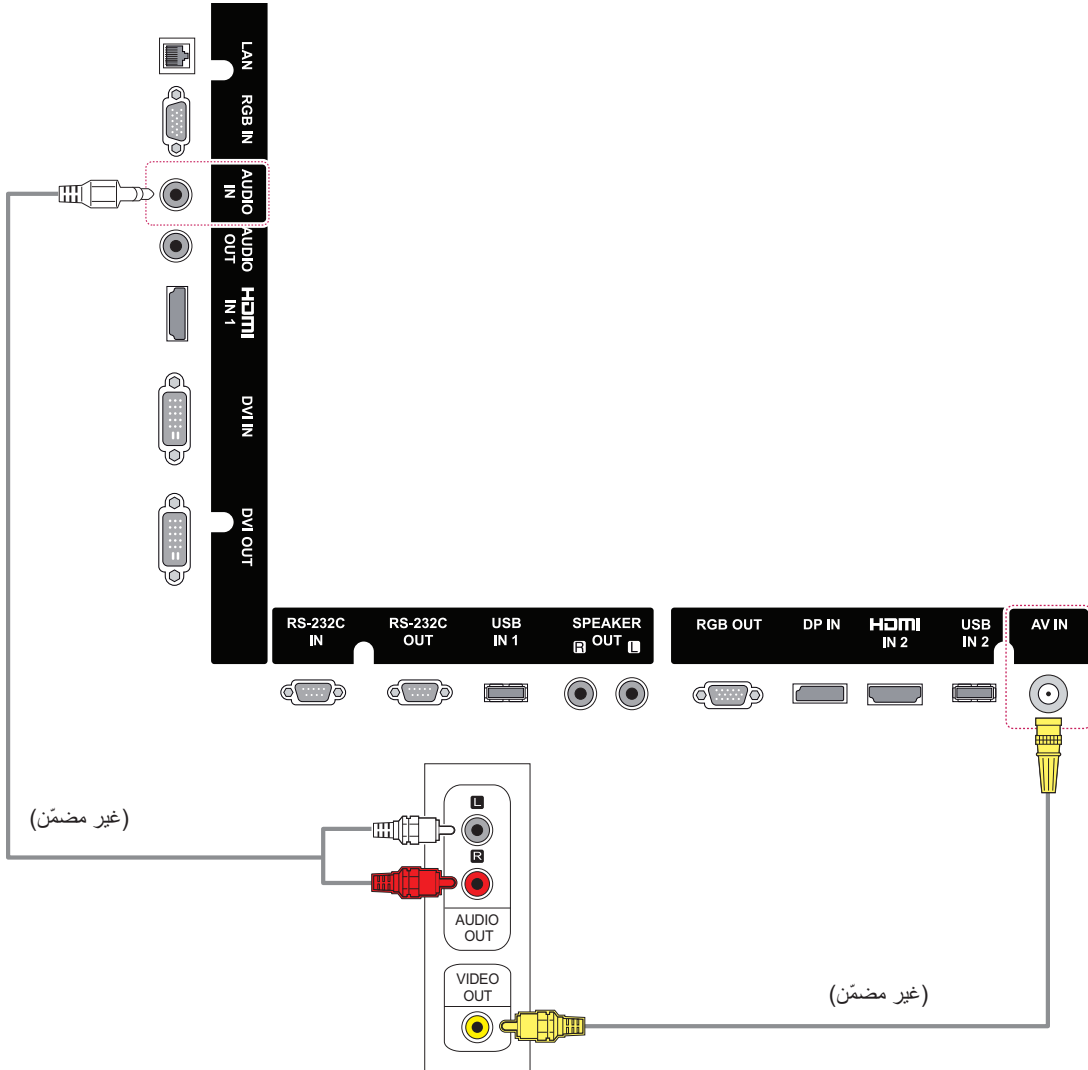 LAN
RGB IN
AUDIO
IN
AUDIO
OUT
HDMI
IN 1
DVI IN
DVI OUT
RS-232C
IN
RS-232C
OUT
USB
IN 1
SPEAKER
R OUT L
RGB OUT
DP IN
HDMI
IN 2
USB
IN 2
AV IN
(غير مضمّن)
L
R
AUDIO
OUT
VIDEO
OUT
(غير مضمّن)